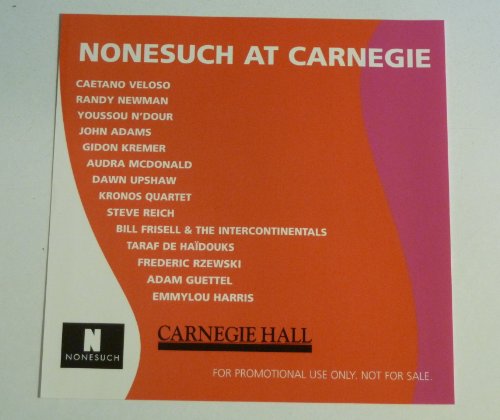 NONESUCH AT CARNEGIE
CAETANO VELOSO
RANDY NEWMAN
YOUSSOU N'DOUR
JOHN ADAMS
GIDON KREMER
AUDRA MCDONALD
DAWN UPSHAW
KRONOS QUARTET
STEVE REICH
BILL FRISELL & THE INTERCONTINENTALS
TARAF DE HAÏDOUKS
FREDERIC RZEWSKI
ADAM GUETTEL
EMMYLOU HARRIS
N
NONESUCH
CARNEGIE HALL
FOR PROMOTIONAL USE ONLY. NOT FOR SALE.